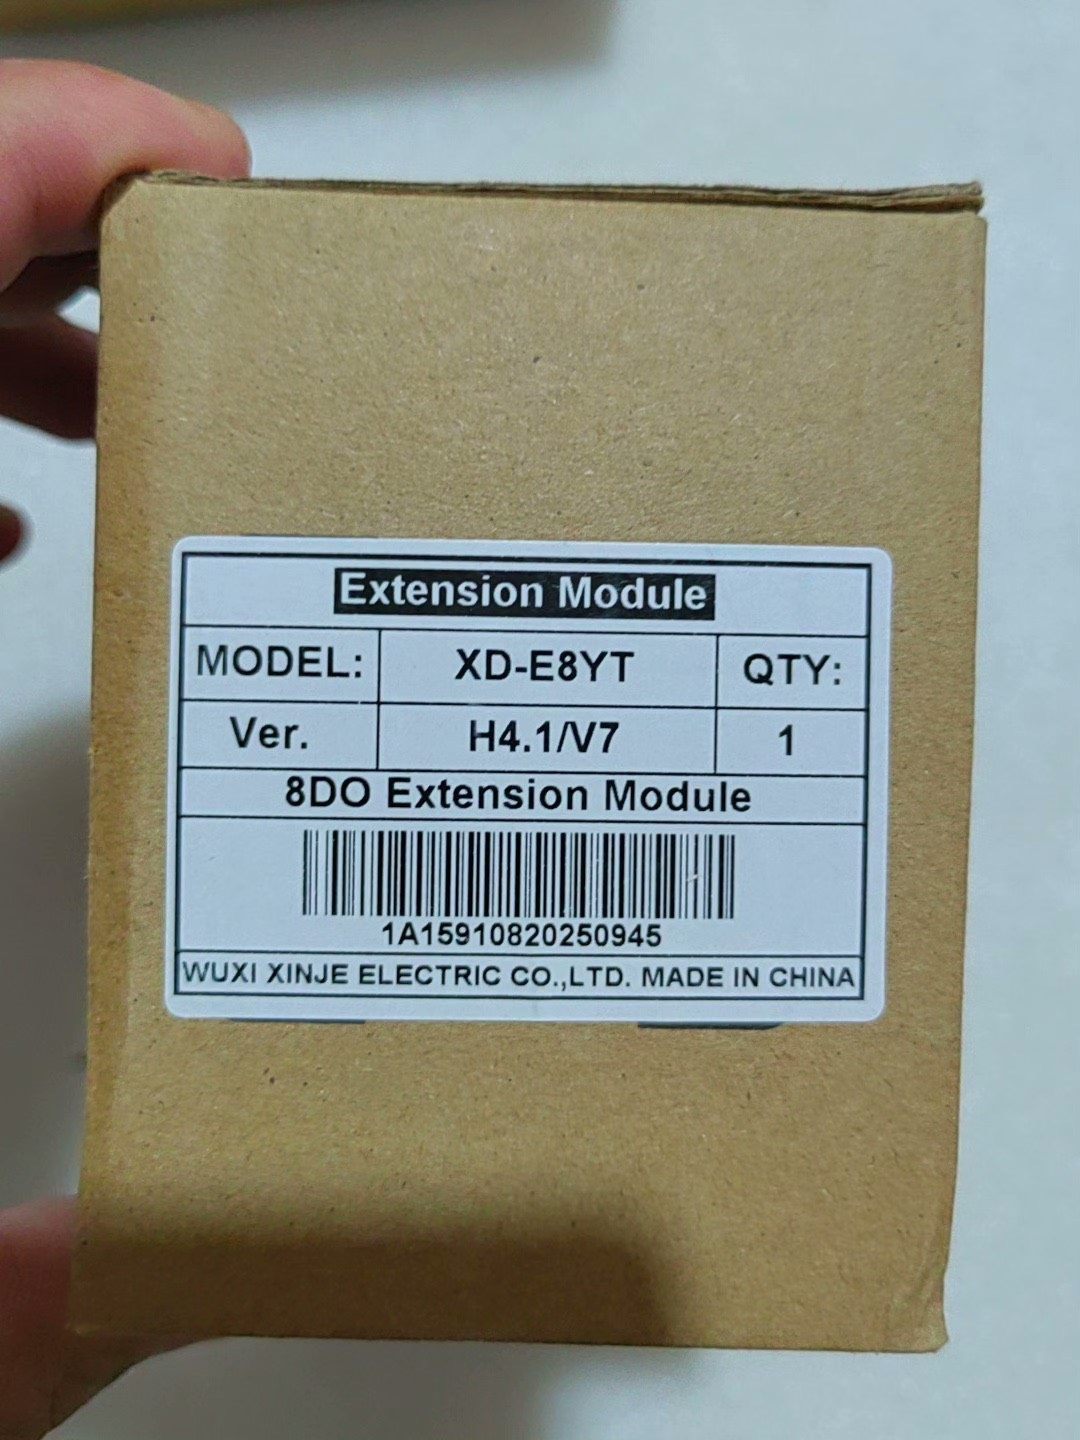 Extension Module
MODEL: XD-E8YT QTY:
Ver. H4.1/V7 1
8DO Extension Module
1A15910820250945
WUXI XINJE ELECTRIC CO.,LTD. MADE IN CHINA